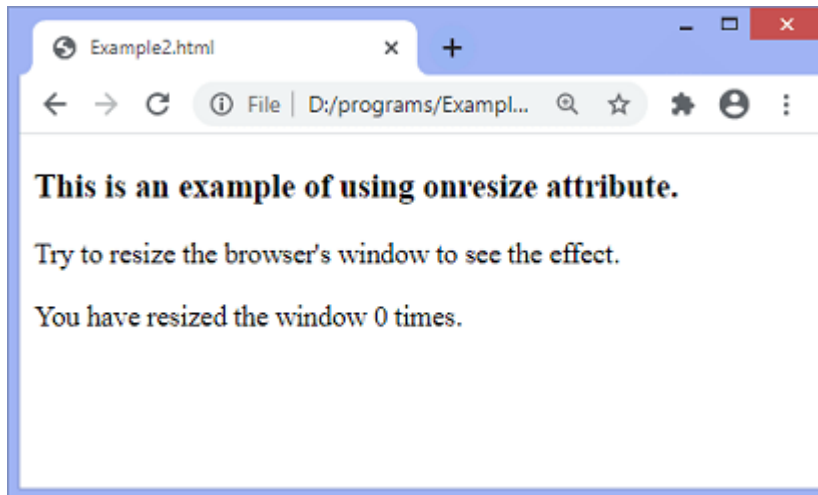 Example2.html
File | D:/programs/Exampl...
This is an example of using onresize attribute.
Try to resize the browser's window to see the effect.
You have resized the window 0 times.